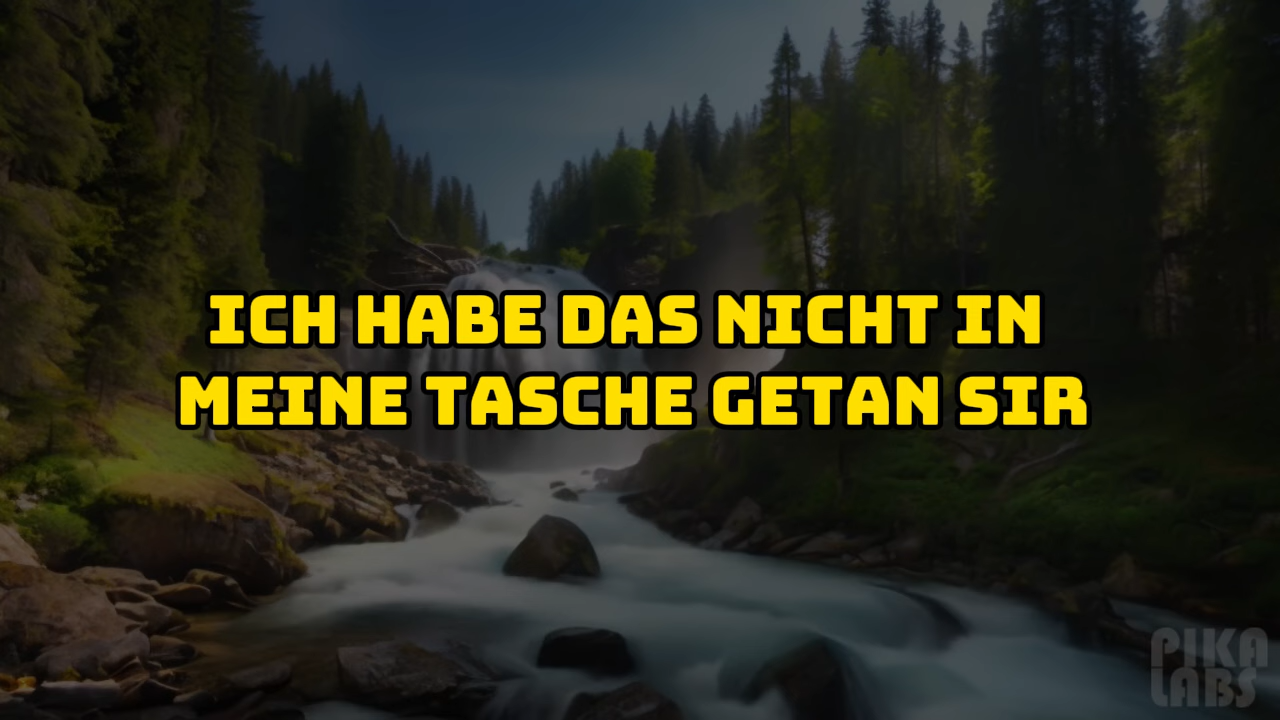 ICH HABE DAS NICHT IN
MEINE TASCHE GETAN SIR
PIKA
LABS